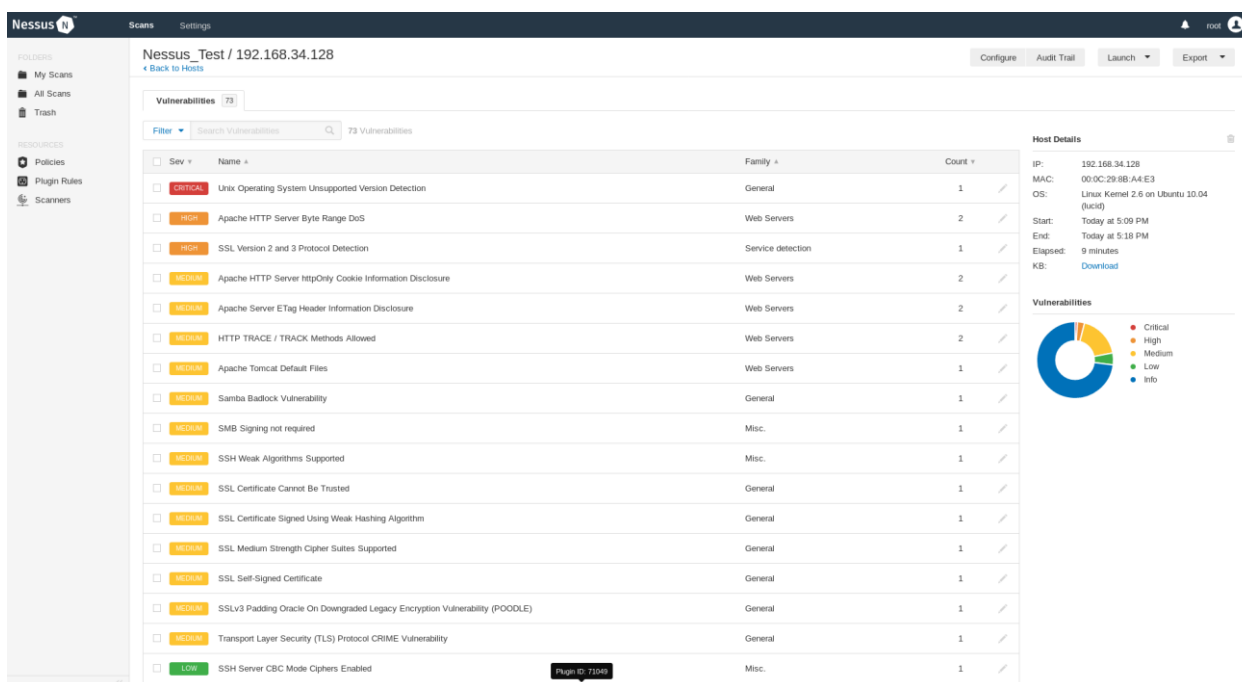 Nessus N Scans Settings root
FOLDERS
My Scans
All Scans
Trash
RESOURCES
Policies
Plugin Rules
Scanners
Nessus_Test / 192.168.34.128
Back to Hosts
Configure Audit Trail Launch Export
Vulnerabilities 73
Filter Search Vulnerabilities 73 Vulnerabilities
Sev Name Family Count
CRITICAL Unix Operating System Unsupported Version Detection General 1
HIGH Apache HTTP Server Byte Range DoS Web Servers 2
HIGH SSL Version 2 and 3 Protocol Detection Service detection 1
MEDIUM Apache HTTP Server httpOnly Cookie Information Disclosure Web Servers 2
MEDIUM Apache Server ETag Header Information Disclosure Web Servers 2
MEDIUM HTTP TRACE / TRACK Methods Allowed Web Servers 2
MEDIUM Apache Tomcat Default Files Web Servers 1
MEDIUM Samba Badlock Vulnerability General 1
MEDIUM SMB Signing not required Misc. 1
MEDIUM SSH Weak Algorithms Supported Misc. 1
MEDIUM SSL Certificate Cannot Be Trusted General 1
MEDIUM SSL Certificate Signed Using Weak Hashing Algorithm General 1
MEDIUM SSL Medium Strength Cipher Suites Supported General 1
MEDIUM SSL Self-Signed Certificate General 1
MEDIUM SSLv3 Padding Oracle On Downgraded Legacy Encryption Vulnerability (POODLE) General 1
MEDIUM Transport Layer Security (TLS) Protocol CRIME Vulnerability General 1
LOW SSH Server CBC Mode Ciphers Enabled Misc. 1
Plugin ID: 71049
Host Details
IP: 192.168.34.128
MAC: 00:0C:29:8B:A4:E3
OS: Linux Kernel 2.6 on Ubuntu 10.04
(lucid)
Start: Today at 5:09 PM
End: Today at 5:18 PM
Elapsed: 9 minutes
KB: Download
Vulnerabilities
Critical
High
Medium
Low
Info